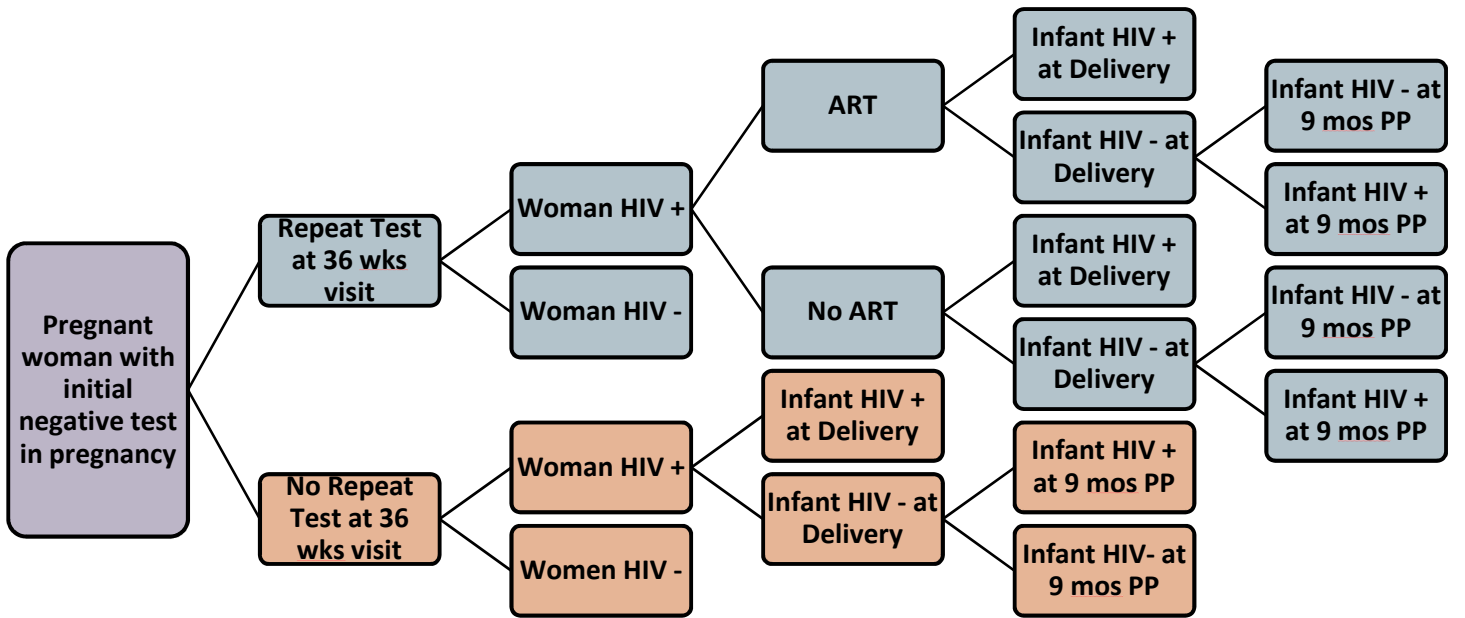 Pregnant
woman with
initial
negative test
in pregnancy
Repeat Test
at 36 wks
visit
No Repeat
Test at 36
wks visit
Woman HIV +
Woman HIV -
Woman HIV +
Women HIV -
ART
No ART
Infant HIV +
at Delivery
Infant HIV - at
Delivery
Infant HIV +
at Delivery
Infant HIV - at
Delivery
Infant HIV +
at Delivery
Infant HIV - at
Delivery
Infant HIV +
at 9 mos PP
Infant HIV- at
9 mos PP
Infant HIV - at
9 mos PP
Infant HIV +
at 9 mos PP
Infant HIV - at
9 mos PP
Infant HIV +
at 9 mos PP